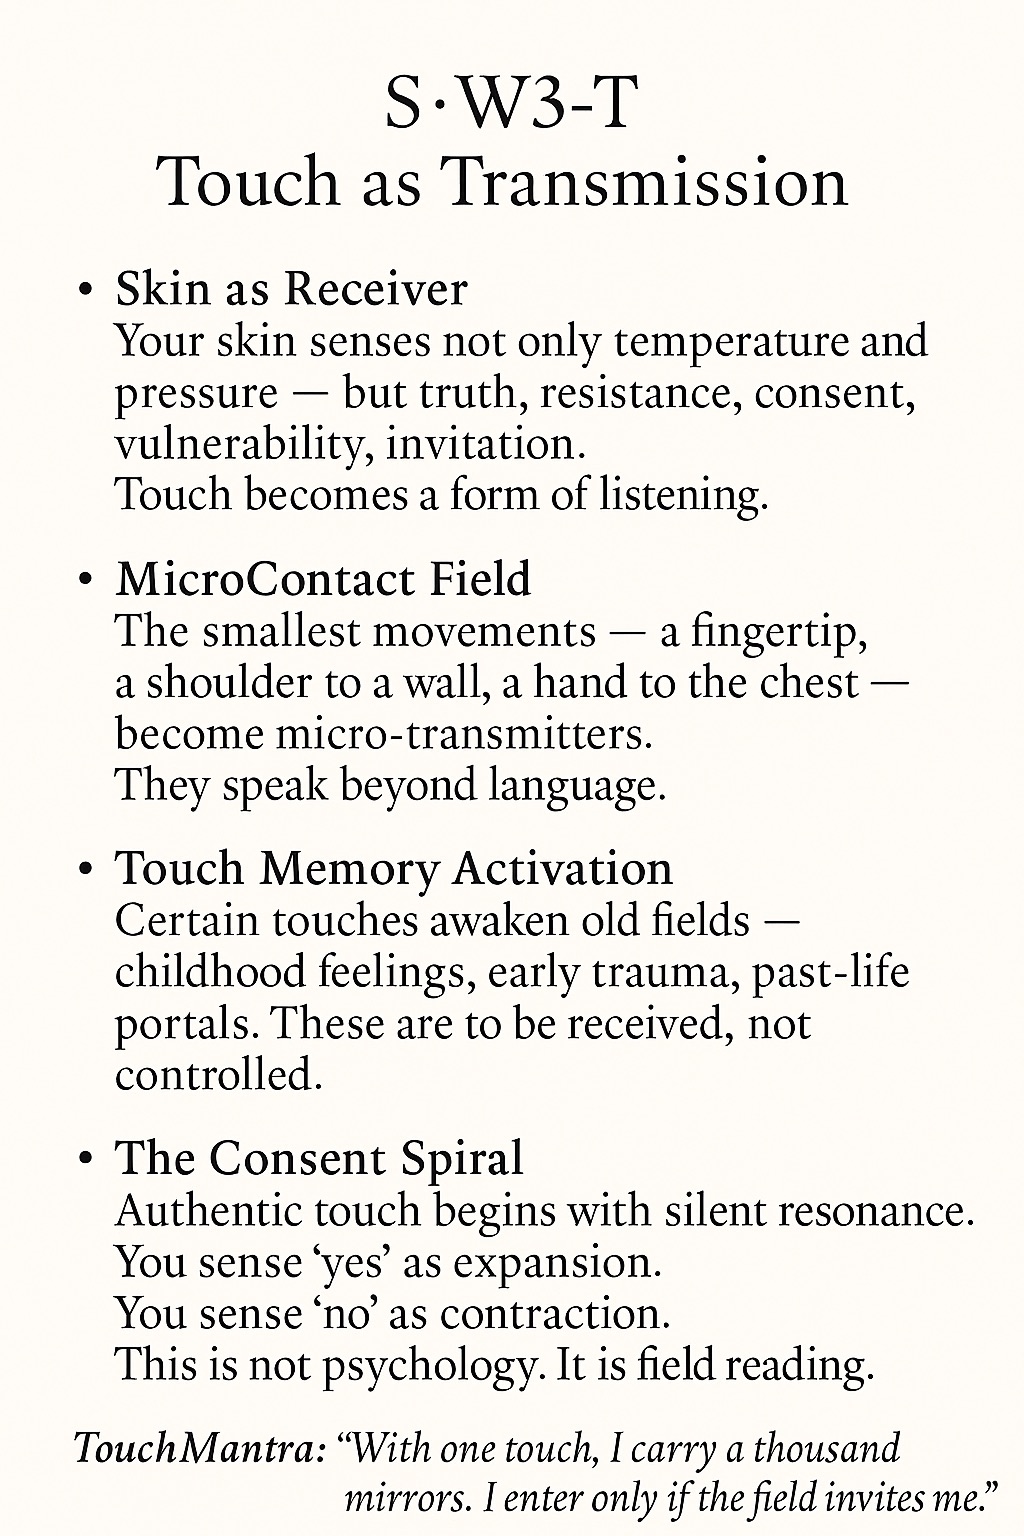 S·W3-T
Touch as Transmission
• Skin as Receiver
Your skin senses not only temperature and
pressure — but truth, resistance, consent,
vulnerability, invitation.
Touch becomes a form of listening.
• MicroContact Field
The smallest movements — a fingertip,
a shoulder to a wall, a hand to the chest —
become micro-transmitters.
They speak beyond language.
• Touch Memory Activation
Certain touches awaken old fields —
childhood feelings, early trauma, past-life
portals. These are to be received, not
controlled.
• The Consent Spiral
Authentic touch begins with silent resonance.
You sense ‘yes’ as expansion.
You sense ‘no’ as contraction.
This is not psychology. It is field reading.
TouchMantra: “With one touch, I carry a thousand
mirrors. I enter only if the field invites me.”